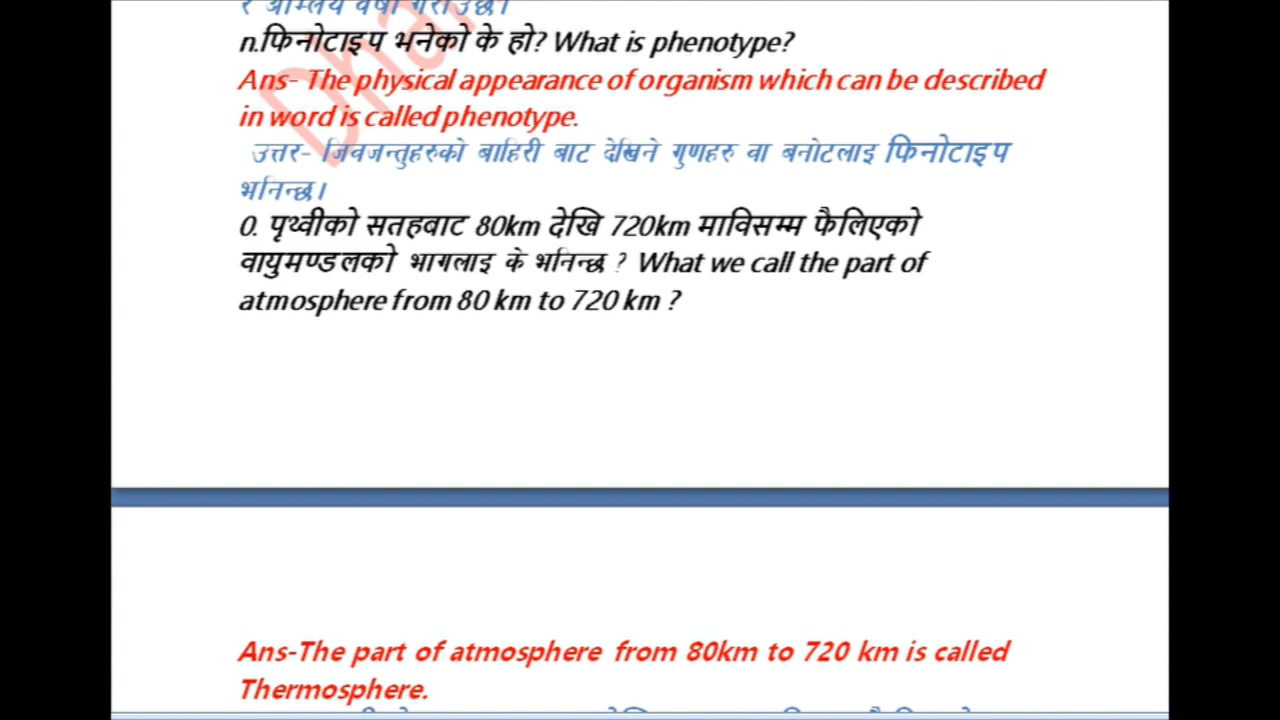 र अम्लिय वर्षा गराउँछ।
n.फिनोटाइप भनेको के हो? What is phenotype?
Ans- The physical appearance of organism which can be described
in word is called phenotype.
उत्तर- जिवजन्तुहरुको बाहिरी बाट देखिने गुणहरु वा बनोटलाइ फिनोटाइप
भनिन्छ।
0. पृथ्वीको सतहबाट 80km देखि 720km माविसम्म फैलिएको
वायुमण्डलको भागलाइ के भनिन्छ ? What we call the part of
atmosphere from 80 km to 720 km ?
Ans-The part of atmosphere from 80km to 720 km is called
Thermosphere.